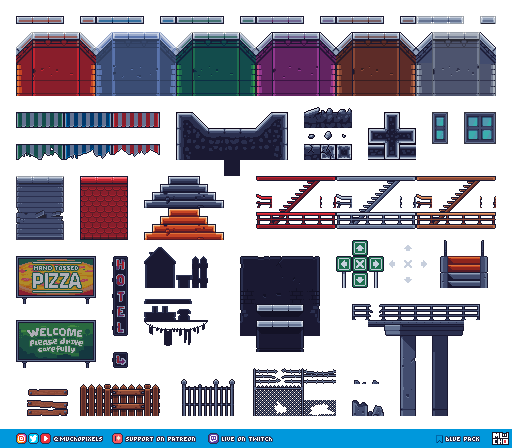 HAND TOSSED
PIZZA
HOTEL
WELCOME
Please drive
carefully
@MUCHOPIXELS
SUPPORT ON PATREON
LIVE ON TWITCH
BLUE PACK
MU
CHO